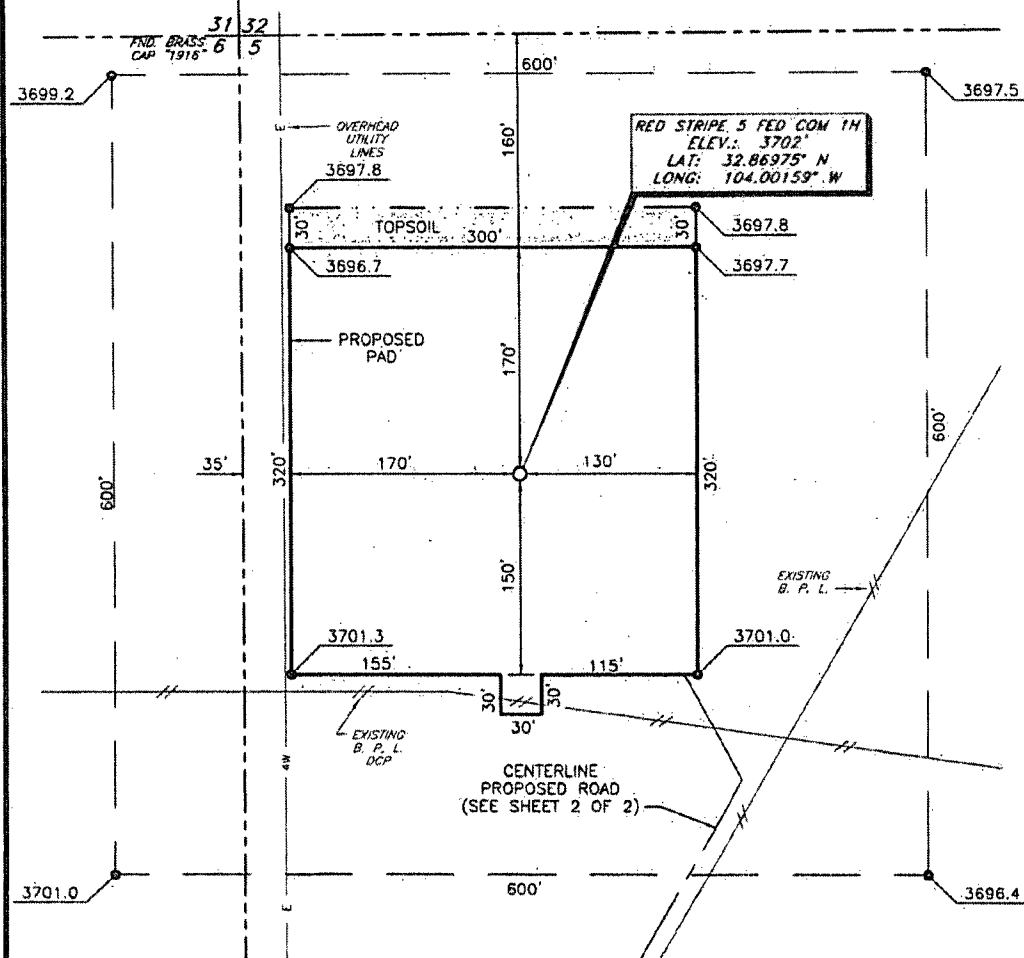 31 32
FND. BRASS 6 5
CAP "1916"
600'
3699.2
3697.5
OVERHEAD
UTILITY
LINES
E
160'
RED STRIPE 5 FED COM 1H
ELEV.: 3702'
LAT: 32.86975° N
LONG: 104.00159° W
3697.8
30'
TOPSOIL
300'
30'
3697.8
3696.7
3697.7
PROPOSED
PAD
170'
600'
35'
320'
170'
130'
320'
600'
150'
EXISTING
B. P. L.
3701.3
3701.0
155'
115'
30'
30'
30'
EXISTING
B. P. L.
DCP
4W
CENTERLINE
PROPOSED ROAD
(SEE SHEET 2 OF 2)
3701.0
600'
3696.4
E